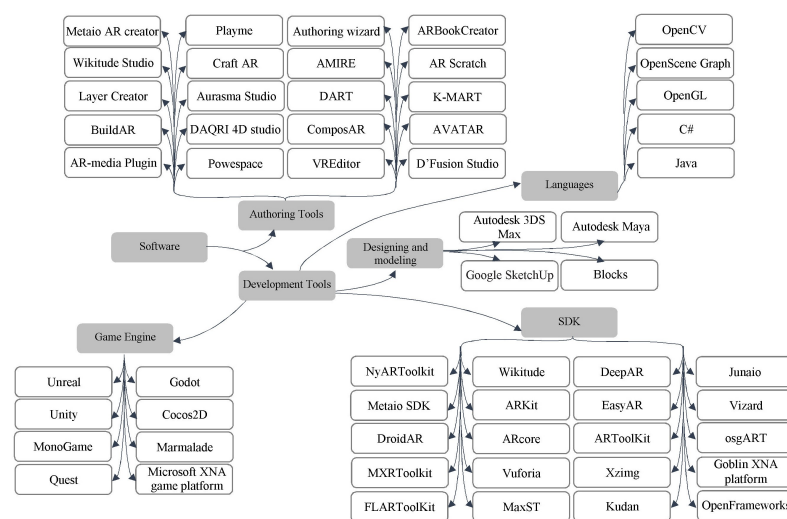 Metaio AR creator
Playme
Authoring wizard
ARBookCreator
OpenCV
Wikitude Studio
Craft AR
AMIRE
AR Scratch
OpenScene Graph
Layer Creator
Aurasma Studio
DART
K-MART
OpenGL
BuildAR
DAQRI 4D studio
ComposAR
AVATAR
C#
AR-media Plugin
Powespace
VREditor
D’Fusion Studio
Java
Languages
Authoring Tools
Autodesk 3DS
Max
Autodesk Maya
Software
Designing and
modeling
Google SketchUp
Blocks
Development Tools
SDK
Game Engine
Unreal
Godot
Unity
Cocos2D
MonoGame
Marmalade
Quest
Microsoft XNA
game platform
NyARToolkit
Wikitude
DeepAR
Junaio
Metaio SDK
ARKit
EasyAR
Vizard
DroidAR
ARcore
ARToolKit
osgART
MXRToolkit
Vuforia
Xzimg
Goblin XNA
platform
FLARToolKit
MaxST
Kudan
OpenFrameworks